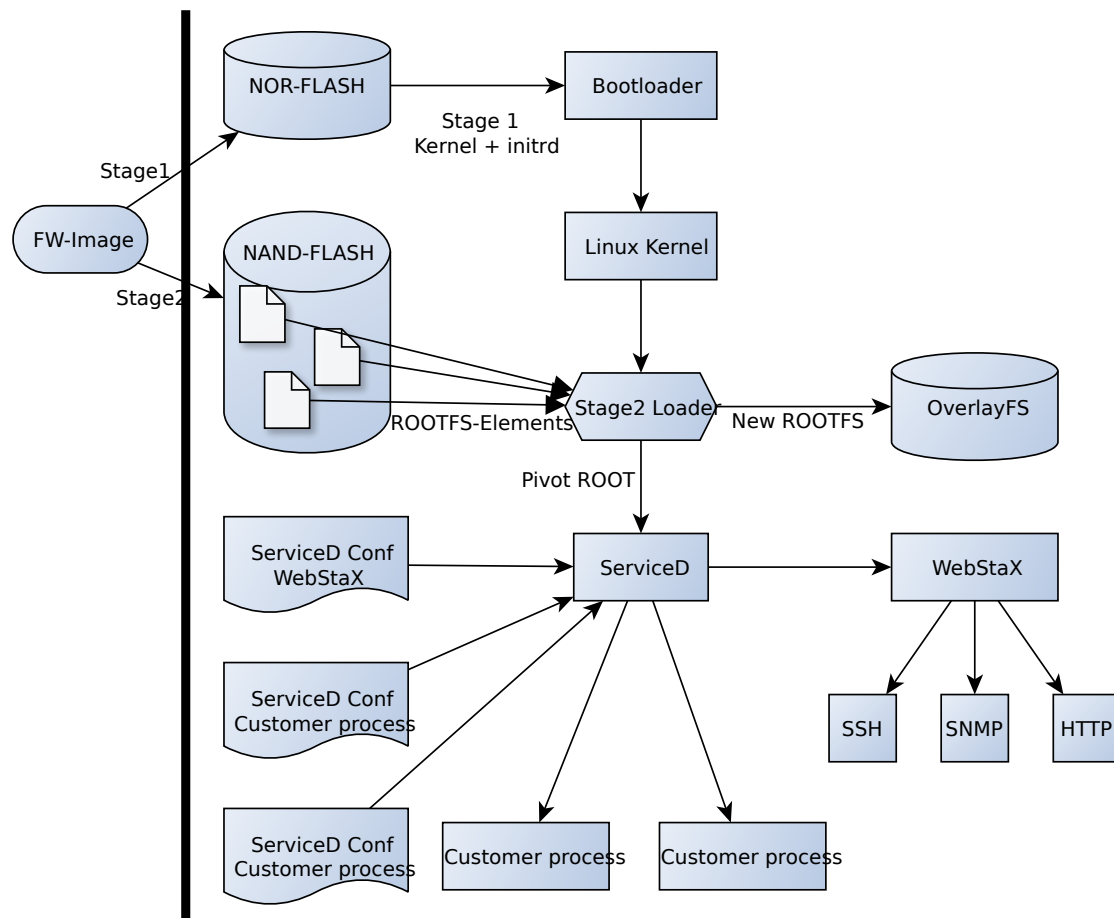 NOR-FLASH
Bootloader
Stage 1
Kernel + initrd
Stage1
FW-Image
NAND-FLASH
Linux Kernel
Stage2
Stage2 Loader
OverlayFS
ROOTFS-Elements
New ROOTFS
Pivot ROOT
ServiceD Conf
WebStaX
ServiceD
WebStaX
ServiceD Conf
Customer process
SSH
SNMP
HTTP
ServiceD Conf
Customer process
Customer process
Customer process